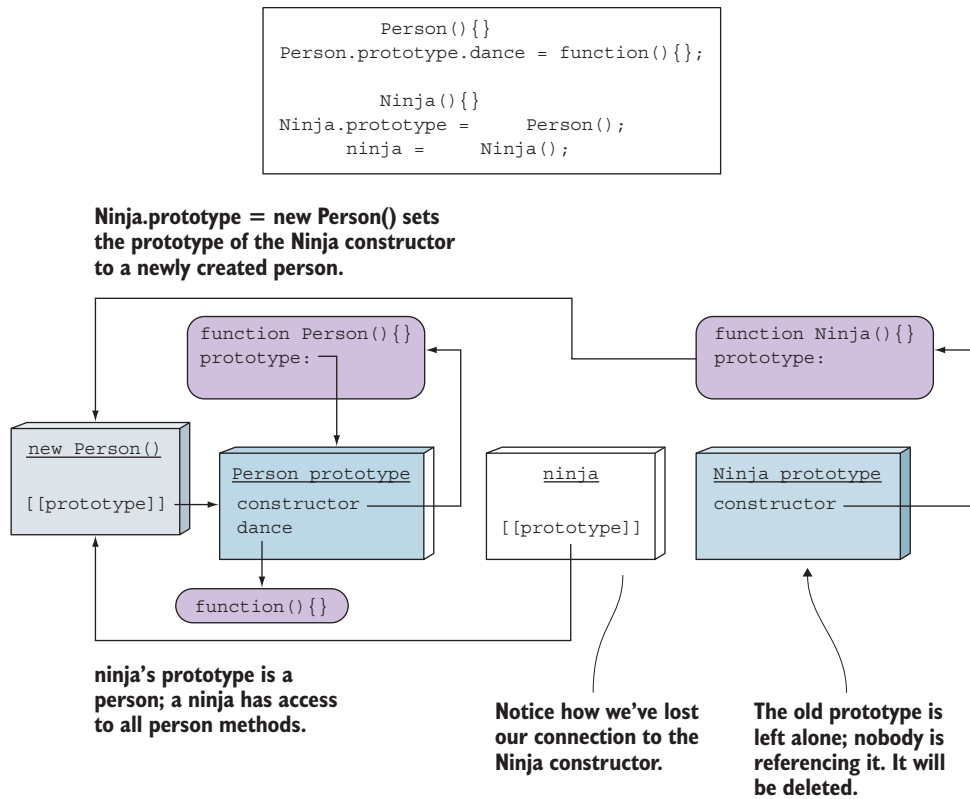 Person(){}
Person.prototype.dance = function(){};
Ninja(){}
Ninja.prototype = Person();
ninja = Ninja();
Ninja.prototype = new Person() sets
the prototype of the Ninja constructor
to a newly created person.
function Person(){}
prototype:
function Ninja(){}
prototype:
new Person()
[[prototype]]
Person prototype
constructor
dance
ninja
[[prototype]]
Ninja prototype
constructor
function(){}
ninja's prototype is a
person; a ninja has access
to all person methods.
Notice how we've lost
our connection to the
Ninja constructor.
The old prototype is
left alone; nobody is
referencing it. It will
be deleted.